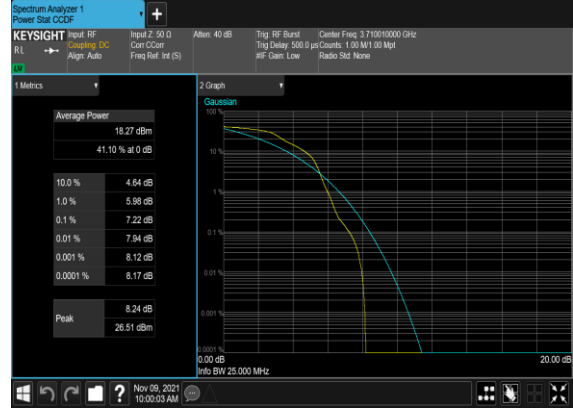 Spectrum Analyzer 1
Power Stat CCDF
+
KEYSIGHT Input: RF Input Z: 50 Ω Atten: 40 dB Trig: RF Burst Center Freq: 3.710010000 GHz
RL Coupling: DC Corr CCorr Trig Delay: 500.0 µs Counts: 1.00 M/1.00 Mpt
Align: Auto Freq Ref: Int (S) #IF Gain: Low Radio Std: None
1 Metrics
Average Power
18.27 dBm
41.10 % at 0 dB
10.0 % 4.64 dB
1.0 % 5.98 dB
0.1 % 7.22 dB
0.01 % 7.94 dB
0.001 % 8.12 dB
0.0001 % 8.17 dB
Peak 8.24 dB
26.51 dBm
2 Graph
Gaussian
100 %
10 %
1 %
0.1 %
0.01 %
0.001 %
0.0001 %
0.00 dB 20.00 dB
Info BW 25.000 MHz
? Nov 09, 2021
10:00:03 AM